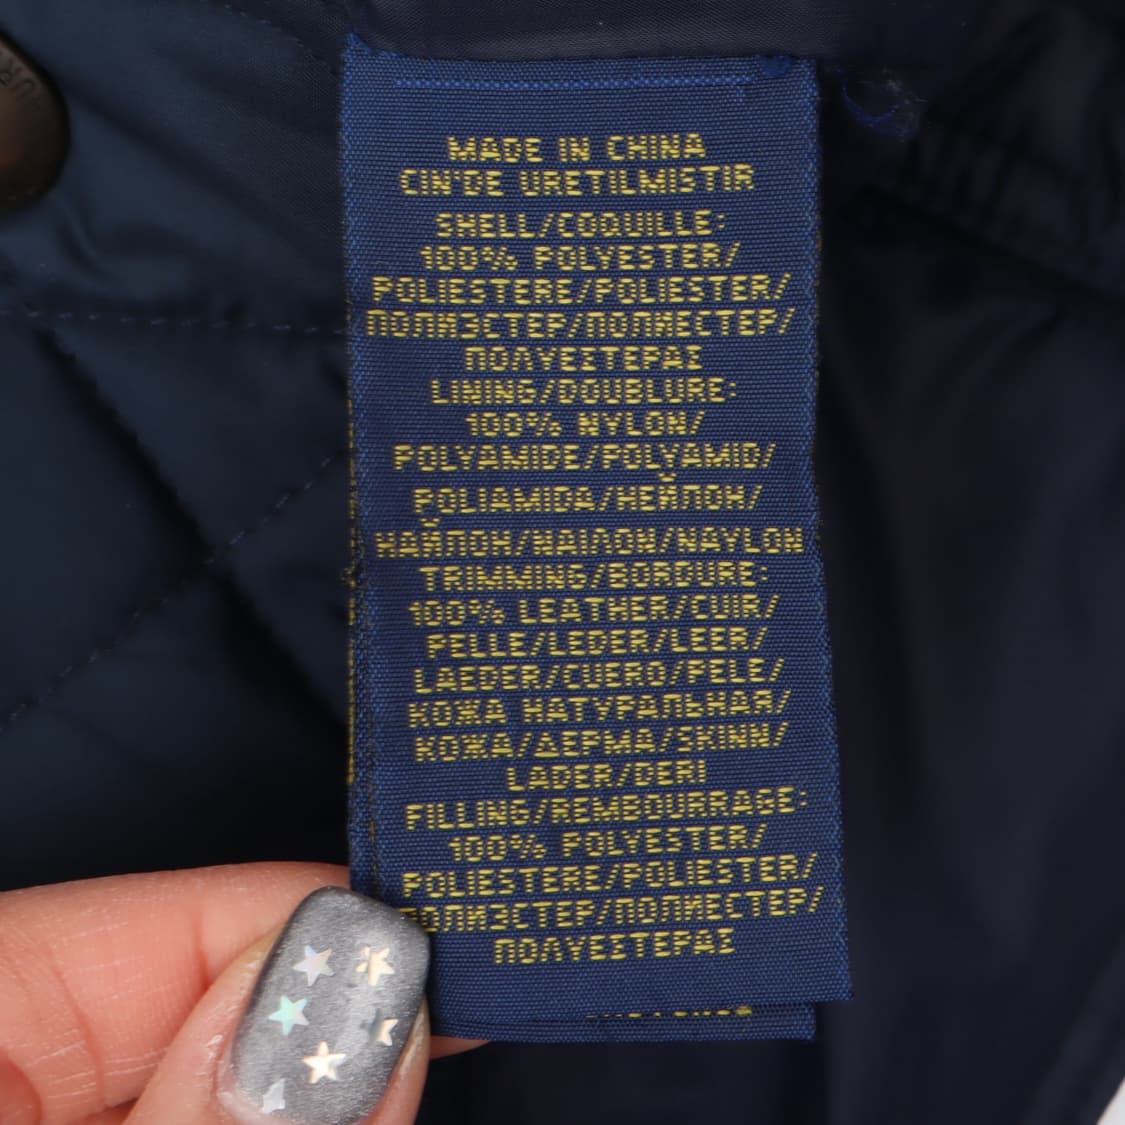 MADE IN CHINA
CIN'DE URETILMISTIR
SHELL/COQUILLE:
100% POLYESTER/
POLIESTERE/POLIESTER/
ПОЛИЭСТЕР/ПОЛИЕСТЕР/
ΠΟΛΥΕΣΤΕΡΑΣ
LINING/DOUBLURE:
100% NYLON/
POLYAMIDE/POLYAMID/
POLIAMIDA/НЕЙЛОН/
НАЙЛОН/ΝΑΙΛΟΝ/NAYLON
TRIMMING/BORDURE:
100% LEATHER/CUIR/
PELLE/LEDER/LEER/
LAEDER/CUERO/PELE/
КОЖА НАТУРАЛЬНАЯ/
КОЖА/ΔΕΡΜΑ/SKINN/
LADER/DERI
FILLING/REMBOURRAGE:
100% POLYESTER/
POLIESTERE/POLIESTER/
ПОЛИЭСТЕР/ПОЛИЕСТЕР/
ΠΟΛΥΕΣΤΕΡΑΣ